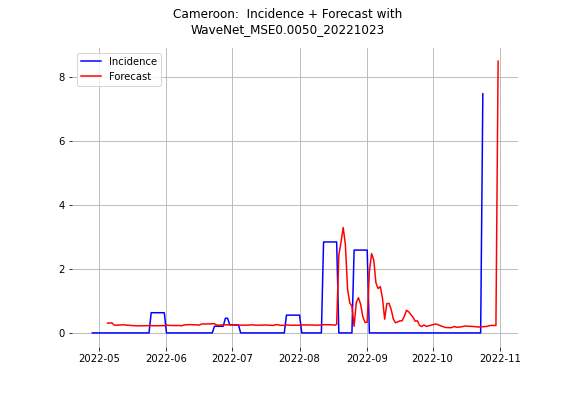 Cameroon:  Incidence + Forecast with
WaveNet_MSE0.0050_20221023
Incidence
Forecast
8
6
4
2
0
2022-05 2022-06 2022-07 2022-08 2022-09 2022-10 2022-11